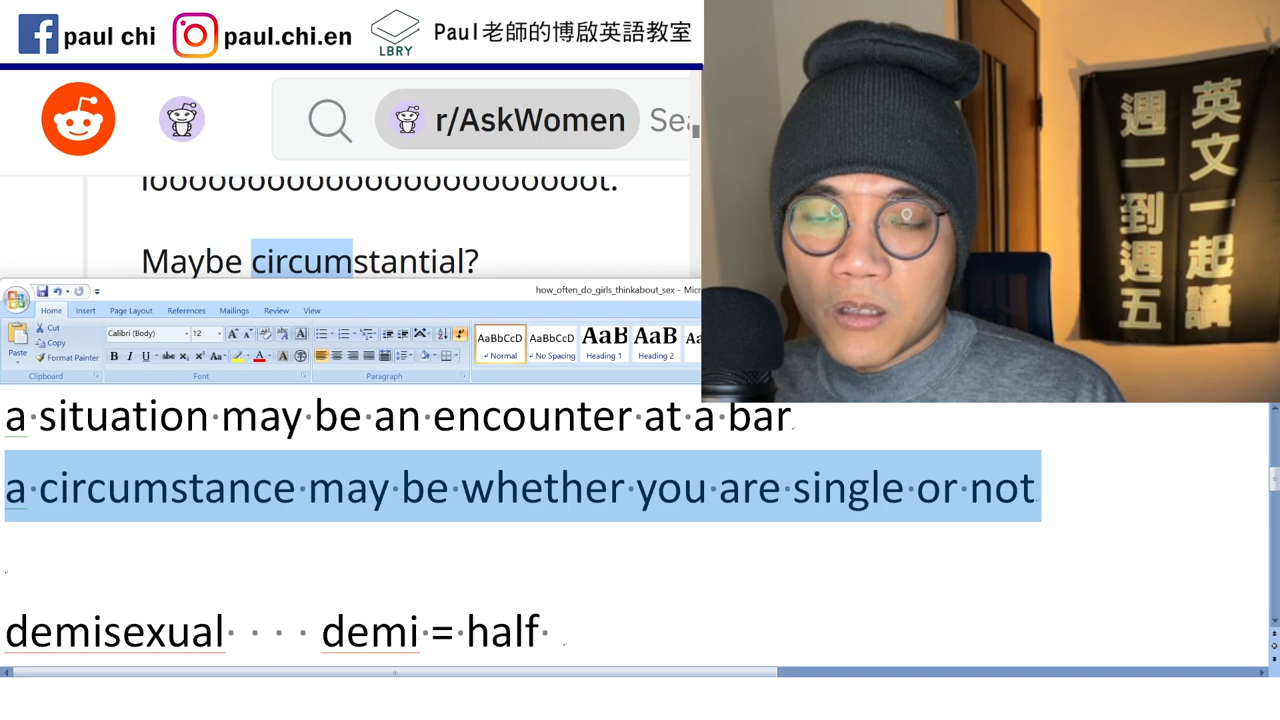 paul chi
paul.chi.en
LBRY
Paul老師的博啟英語教室
r/AskWomen
Sea
looooooooooooooooooooooooot.
Maybe circumstantial?
how_often_do_girls_thinkabout_sex - Micr
Home Insert Page Layout References Mailings Review View
Paste
Cut
Copy
Format Painter
Clipboard
Calibri (Body) 12
Font
Paragraph
AaBbCcD AaBbCcD AaB AaB Aa
Normal No Spacing Heading 1 Heading 2
a situation may be an encounter at a bar
a circumstance may be whether you are single or not
demisexual demi = half
英文一起讀
週一到週五